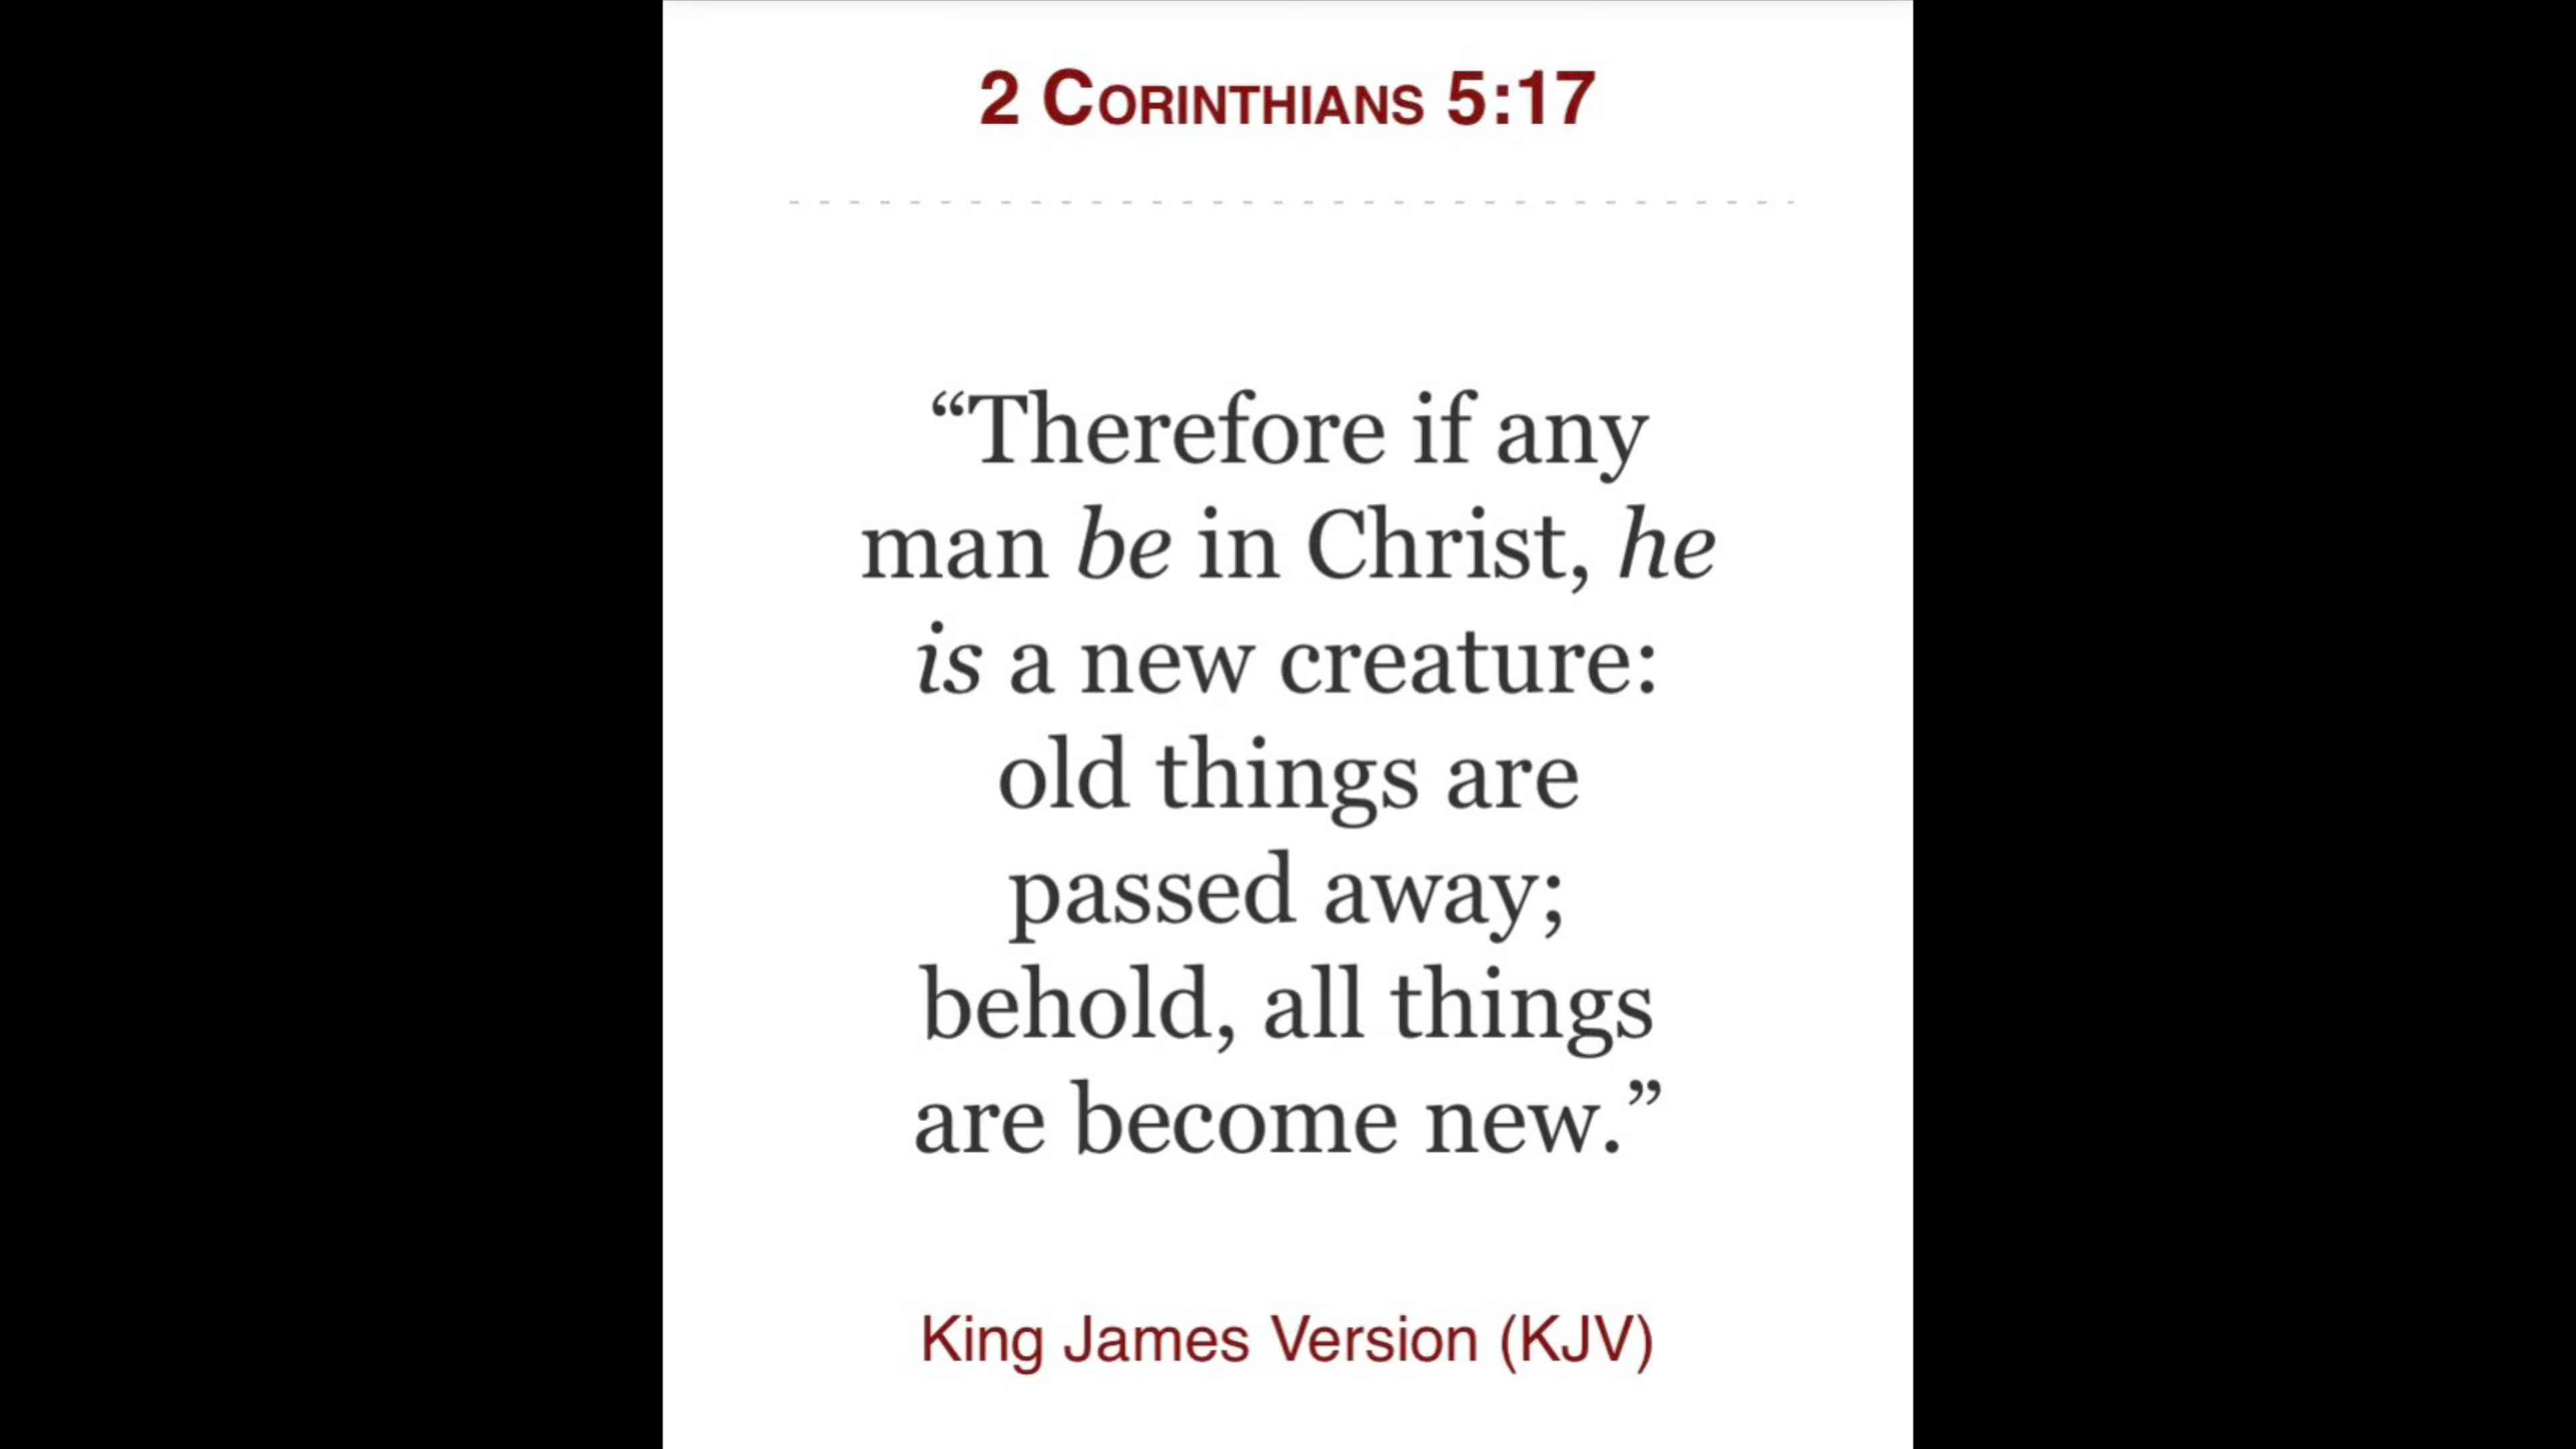 2 Corinthians 5:17
“Therefore if any
man be in Christ, he
is a new creature:
old things are
passed away;
behold, all things
are become new.”
King James Version (KJV)